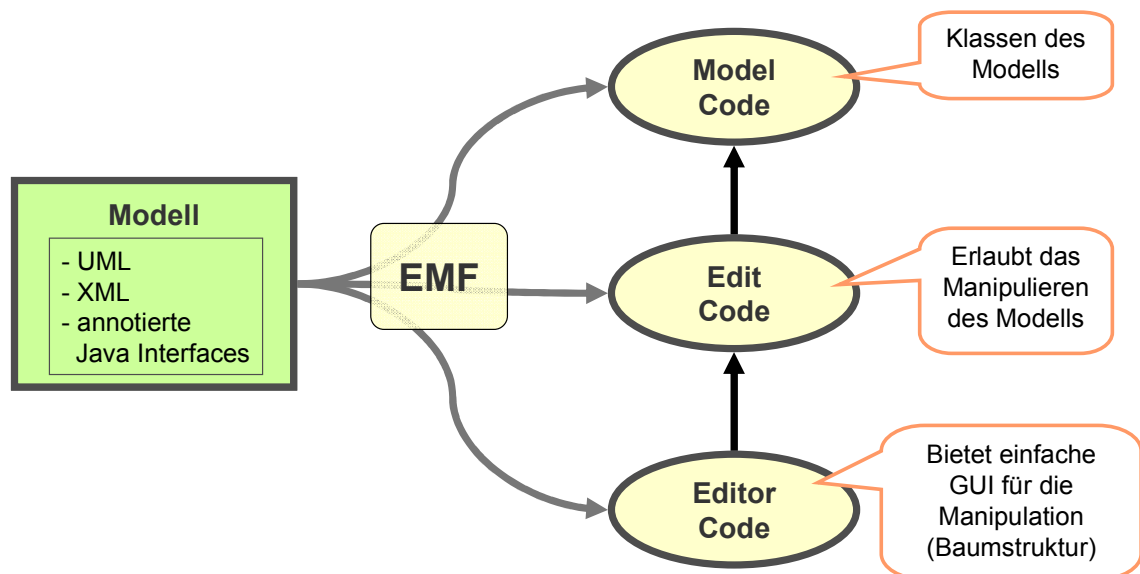 Modell
- UML
- XML
- annotierte
Java Interfaces
EMF
Model
Code
Klassen des
Modells
Edit
Code
Erlaubt das
Manipulieren
des Modells
Editor
Code
Bietet einfache
GUI für die
Manipulation
(Baumstruktur)